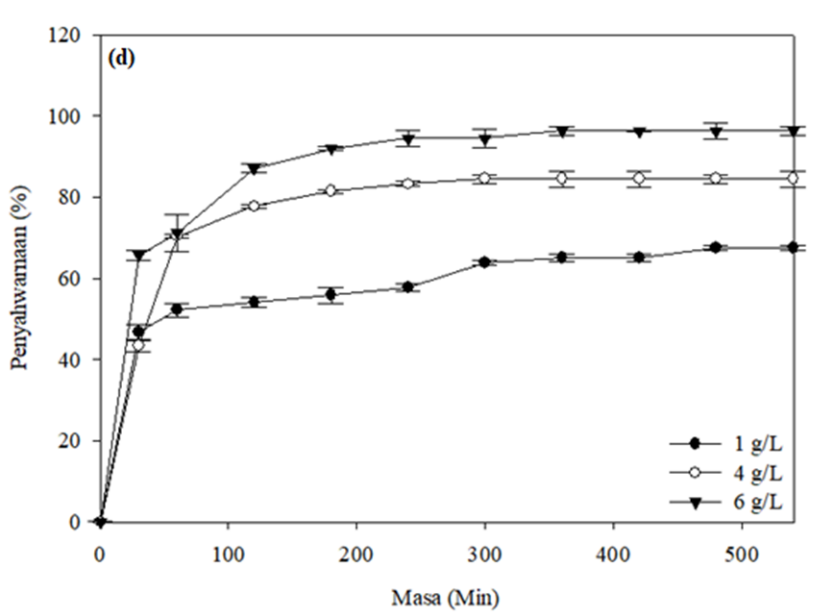 (d)
120
100
80
60
40
20
0
Penyahwarnaan (%)
0 100 200 300 400 500
Masa (Min)
1 g/L
4 g/L
6 g/L